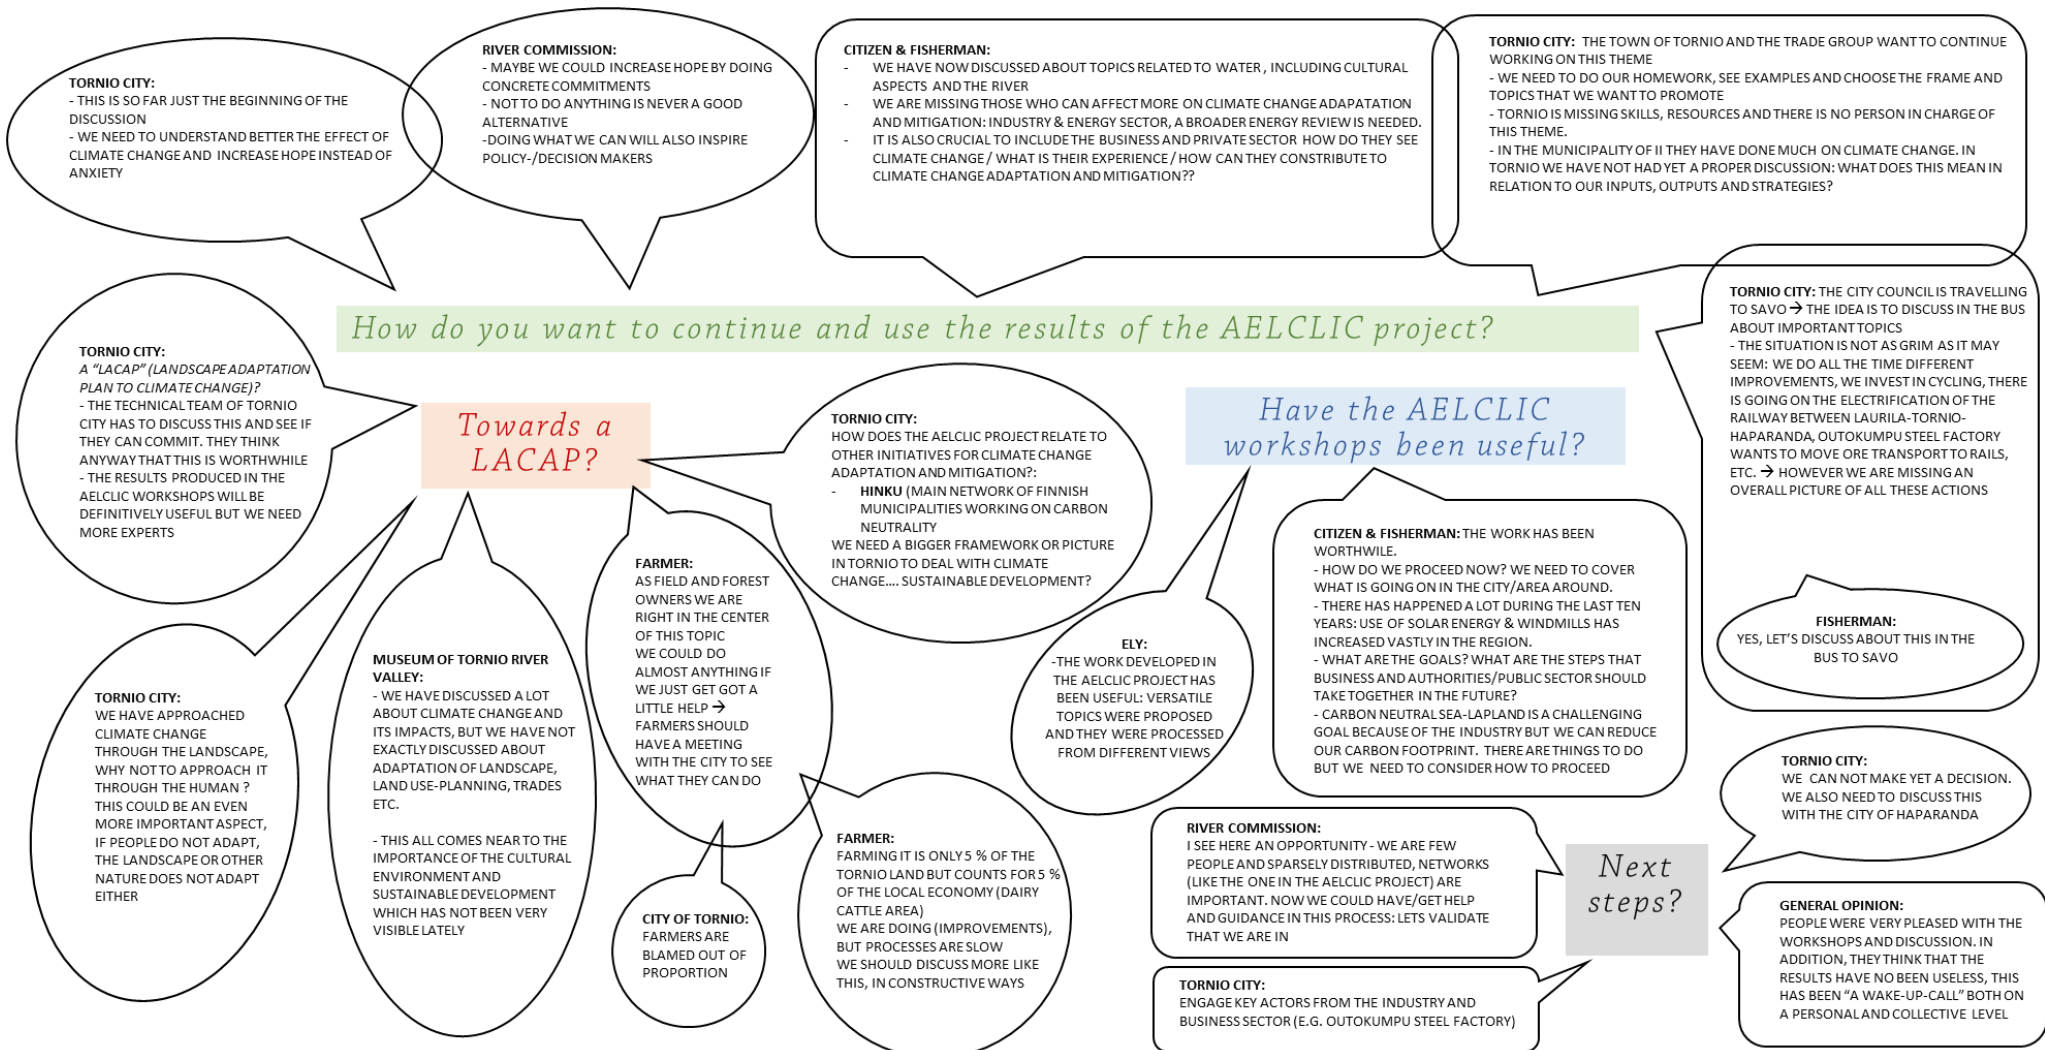 TORNIO CITY:
- THIS IS SO FAR JUST THE BEGINNING OF THE
DISCUSSION
- WE NEED TO UNDERSTAND BETTER THE EFFECT OF
CLIMATE CHANGE AND INCREASE HOPE INSTEAD OF
ANXIETY
RIVER COMMISSION:
- MAYBE WE COULD INCREASE HOPE BY DOING
CONCRETE COMMITMENTS
- NOT TO DO ANYTHING IS NEVER A GOOD
ALTERNATIVE
-DOING WHAT WE CAN WILL ALSO INSPIRE
POLICY-/DECISION MAKERS
CITIZEN & FISHERMAN:
- WE HAVE NOW DISCUSSED ABOUT TOPICS RELATED TO WATER , INCLUDING CULTURAL
ASPECTS AND THE RIVER
- WE ARE MISSING THOSE WHO CAN AFFECT MORE ON CLIMATE CHANGE ADAPATATION
AND MITIGATION: INDUSTRY & ENERGY SECTOR, A BROADER ENERGY REVIEW IS NEEDED.
- IT IS ALSO CRUCIAL TO INCLUDE THE BUSINESS AND PRIVATE SECTOR HOW DO THEY SEE
CLIMATE CHANGE / WHAT IS THEIR EXPERIENCE / HOW CAN THEY CONSTRIBUTE TO
CLIMATE CHANGE ADAPTATION AND MITIGATION??
TORNIO CITY: THE TOWN OF TORNIO AND THE TRADE GROUP WANT TO CONTINUE
WORKING ON THIS THEME
- WE NEED TO DO OUR HOMEWORK, SEE EXAMPLES AND CHOOSE THE FRAME AND
TOPICS THAT WE WANT TO PROMOTE
- TORNIO IS MISSING SKILLS, RESOURCES AND THERE IS NO PERSON IN CHARGE OF
THIS THEME.
- IN THE MUNICIPALITY OF II THEY HAVE DONE MUCH ON CLIMATE CHANGE. IN
TORNIO WE HAVE NOT HAD YET A PROPER DISCUSSION: WHAT DOES THIS MEAN IN
RELATION TO OUR INPUTS, OUTPUTS AND STRATEGIES?
How do you want to continue and use the results of the AELCLIC project?
TORNIO CITY: THE CITY COUNCIL IS TRAVELLING
TO SAVO → THE IDEA IS TO DISCUSS IN THE BUS
ABOUT IMPORTANT TOPICS
- THE SITUATION IS NOT AS GRIM AS IT MAY
SEEM: WE DO ALL THE TIME DIFFERENT
IMPROVEMENTS, WE INVEST IN CYCLING, THERE
IS GOING ON THE ELECTRIFICATION OF THE
RAILWAY BETWEEN LAURILA-TORNIO-
HAPARANDA, OUTOKUMPU STEEL FACTORY
WANTS TO MOVE ORE TRANSPORT TO RAILS,
ETC. → HOWEVER WE ARE MISSING AN
OVERALL PICTURE OF ALL THESE ACTIONS
FISHERMAN:
YES, LET'S DISCUSS ABOUT THIS IN THE
BUS TO SAVO
TORNIO CITY:
A "LACAP" (LANDSCAPE ADAPTATION
PLAN TO CLIMATE CHANGE)?
- THE TECHNICAL TEAM OF TORNIO
CITY HAS TO DISCUSS THIS AND SEE IF
THEY CAN COMMIT. THEY THINK
ANYWAY THAT THIS IS WORTHWHILE
- THE RESULTS PRODUCED IN THE
AELCLIC WORKSHOPS WILL BE
DEFINITIVELY USEFUL BUT WE NEED
MORE EXPERTS
Towards a
LACAP?
TORNIO CITY:
HOW DOES THE AELCLIC PROJECT RELATE TO
OTHER INITIATIVES FOR CLIMATE CHANGE
ADAPTATION AND MITIGATION?:
- HINKU (MAIN NETWORK OF FINNISH
MUNICIPALITIES WORKING ON CARBON
NEUTRALITY
WE NEED A BIGGER FRAMEWORK OR PICTURE
IN TORNIO TO DEAL WITH CLIMATE
CHANGE.... SUSTAINABLE DEVELOPMENT?
Have the AELCLIC
workshops been useful?
CITIZEN & FISHERMAN: THE WORK HAS BEEN
WORTHWILE.
- HOW DO WE PROCEED NOW? WE NEED TO COVER
WHAT IS GOING ON IN THE CITY/AREA AROUND.
- THERE HAS HAPPENED A LOT DURING THE LAST TEN
YEARS: USE OF SOLAR ENERGY & WINDMILLS HAS
INCREASED VASTLY IN THE REGION.
- WHAT ARE THE GOALS? WHAT ARE THE STEPS THAT
BUSINESS AND AUTHORITIES/PUBLIC SECTOR SHOULD
TAKE TOGETHER IN THE FUTURE?
- CARBON NEUTRAL SEA-LAPLAND IS A CHALLENGING
GOAL BECAUSE OF THE INDUSTRY BUT WE CAN REDUCE
OUR CARBON FOOTPRINT. THERE ARE THINGS TO DO
BUT WE NEED TO CONSIDER HOW TO PROCEED
ELY:
-THE WORK DEVELOPED IN
THE AELCLIC PROJECT HAS
BEEN USEFUL: VERSATILE
TOPICS WERE PROPOSED
AND THEY WERE PROCESSED
FROM DIFFERENT VIEWS
FARMER:
AS FIELD AND FOREST
OWNERS WE ARE
RIGHT IN THE CENTER
OF THIS TOPIC
WE COULD DO
ALMOST ANYTHING IF
WE JUST GET GOT A
LITTLE HELP →
FARMERS SHOULD
HAVE A MEETING
WITH THE CITY TO SEE
WHAT THEY CAN DO
MUSEUM OF TORNIO RIVER
VALLEY:
- WE HAVE DISCUSSED A LOT
ABOUT CLIMATE CHANGE AND
ITS IMPACTS, BUT WE HAVE NOT
EXACTLY DISCUSSED ABOUT
ADAPTATION OF LANDSCAPE,
LAND USE-PLANNING, TRADES
ETC.
- THIS ALL COMES NEAR TO THE
IMPORTANCE OF THE CULTURAL
ENVIRONMENT AND
SUSTAINABLE DEVELOPMENT
WHICH HAS NOT BEEN VERY
VISIBLE LATELY
TORNIO CITY:
WE HAVE APPROACHED
CLIMATE CHANGE
THROUGH THE LANDSCAPE,
WHY NOT TO APPROACH IT
THROUGH THE HUMAN ?
THIS COULD BE AN EVEN
MORE IMPORTANT ASPECT,
IF PEOPLE DO NOT ADAPT,
THE LANDSCAPE OR OTHER
NATURE DOES NOT ADAPT
EITHER
CITY OF TORNIO:
FARMERS ARE
BLAMED OUT OF
PROPORTION
FARMER:
FARMING IT IS ONLY 5 % OF THE
TORNIO LAND BUT COUNTS FOR 5 %
OF THE LOCAL ECONOMY (DAIRY
CATTLE AREA)
WE ARE DOING (IMPROVEMENTS),
BUT PROCESSES ARE SLOW
WE SHOULD DISCUSS MORE LIKE
THIS, IN CONSTRUCTIVE WAYS
RIVER COMMISSION:
I SEE HERE AN OPPORTUNITY - WE ARE FEW
PEOPLE AND SPARSELY DISTRIBUTED, NETWORKS
(LIKE THE ONE IN THE AELCLIC PROJECT) ARE
IMPORTANT. NOW WE COULD HAVE/GET HELP
AND GUIDANCE IN THIS PROCESS: LETS VALIDATE
THAT WE ARE IN
TORNIO CITY:
ENGAGE KEY ACTORS FROM THE INDUSTRY AND
BUSINESS SECTOR (E.G. OUTOKUMPU STEEL FACTORY)
Next
steps?
TORNIO CITY:
WE CAN NOT MAKE YET A DECISION.
WE ALSO NEED TO DISCUSS THIS
WITH THE CITY OF HAPARANDA
GENERAL OPINION:
PEOPLE WERE VERY PLEASED WITH THE
WORKSHOPS AND DISCUSSION. IN
ADDITION, THEY THINK THAT THE
RESULTS HAVE NO BEEN USELESS, THIS
HAS BEEN "A WAKE-UP-CALL" BOTH ON
A PERSONAL AND COLLECTIVE LEVEL